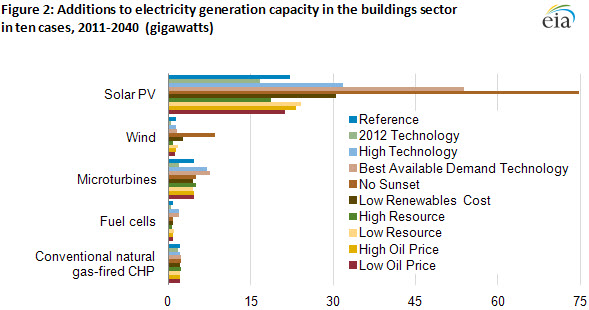 Figure 2: Additions to electricity generation capacity in the buildings sector
in ten cases, 2011-2040 (gigawatts)
eia
Solar PV
Wind
Microturbines
Fuel cells
Conventional natural
gas-fired CHP
Reference
2012 Technology
High Technology
Best Available Demand Technology
No Sunset
Low Renewables Cost
High Resource
Low Resource
High Oil Price
Low Oil Price
0 15 30 45 60 75